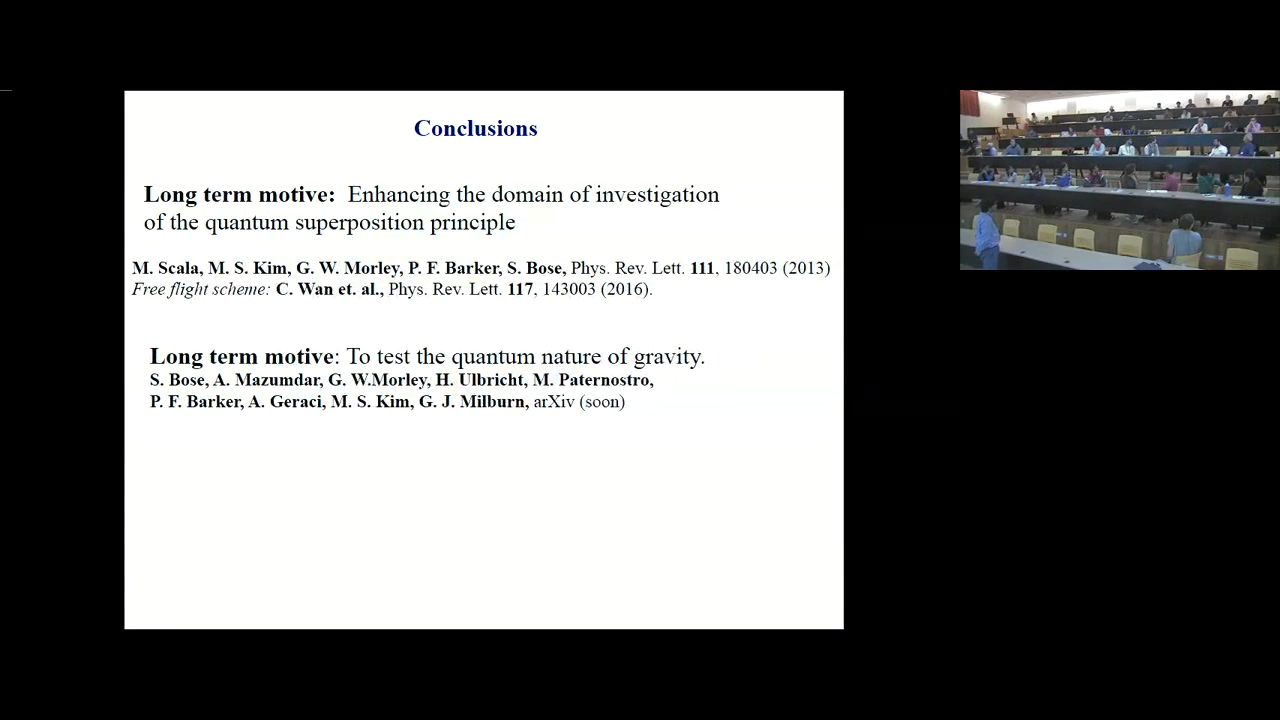 Conclusions
Long term motive: Enhancing the domain of investigation
of the quantum superposition principle
M. Scala, M. S. Kim, G. W. Morley, P. F. Barker, S. Bose, Phys. Rev. Lett. 111, 180403 (2013)
Free flight scheme: C. Wan et. al., Phys. Rev. Lett. 117, 143003 (2016).
Long term motive: To test the quantum nature of gravity.
S. Bose, A. Mazumdar, G. W.Morley, H. Ulbricht, M. Paternostro,
P. F. Barker, A. Geraci, M. S. Kim, G. J. Milburn, arXiv (soon)